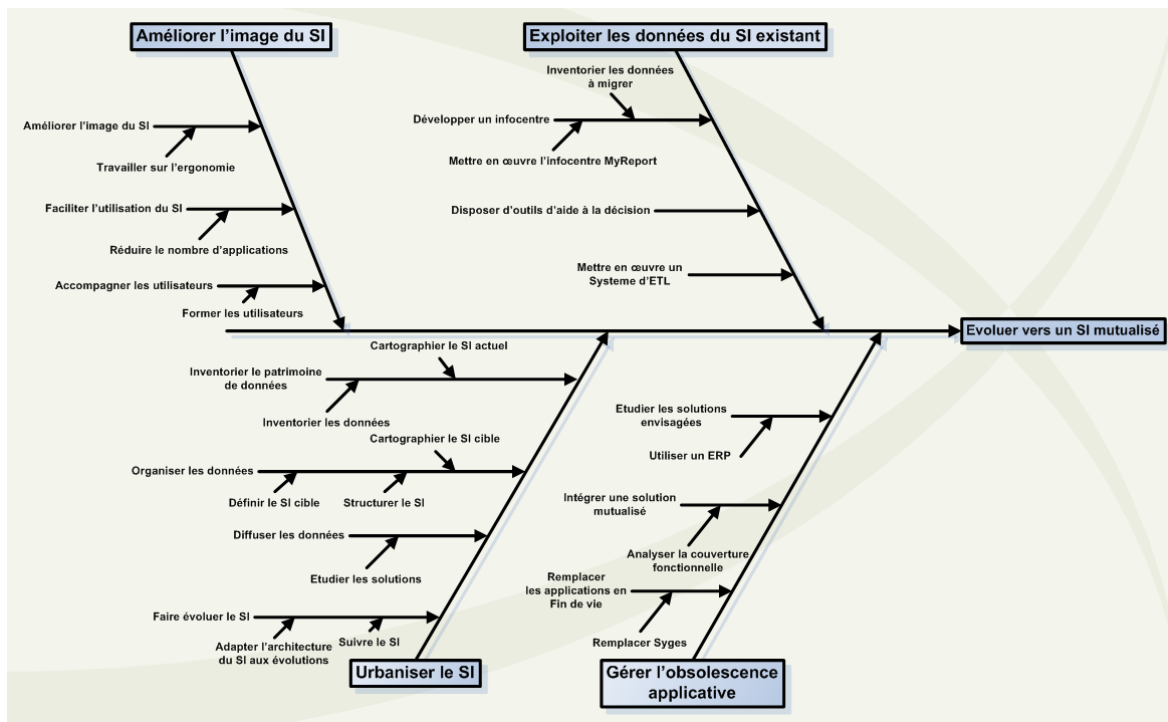 Améliorer l’image du SI
Exploiter les données du SI existant
Inventorier les données
à migrer
Améliorer l’image du SI
Développer un infocentre
Travailler sur l’ergonomie
Mettre en œuvre l’infocentre MyReport
Faciliter l’utilisation du SI
Disposer d’outils d’aide à la décision
Réduire le nombre d’applications
Mettre en œuvre un
Systeme d’ETL
Accompagner les utilisateurs
Former les utilisateurs
Evoluer vers un SI mutualisé
Cartographier le SI actuel
Inventorier le patrimoine
de données
Inventorier les données
Etudier les solutions
envisagées
Cartographier le SI cible
Utiliser un ERP
Organiser les données
Définir le SI cible
Structurer le SI
Intégrer une solution
mutualisé
Diffuser les données
Analyser la couverture
fonctionnelle
Etudier les solutions
Remplacer
les applications en
Fin de vie
Faire évoluer le SI
Adapter l’architecture
du SI aux évolutions
Suivre le SI
Remplacer Syges
Urbaniser le SI
Gérer l’obsolescence
applicative